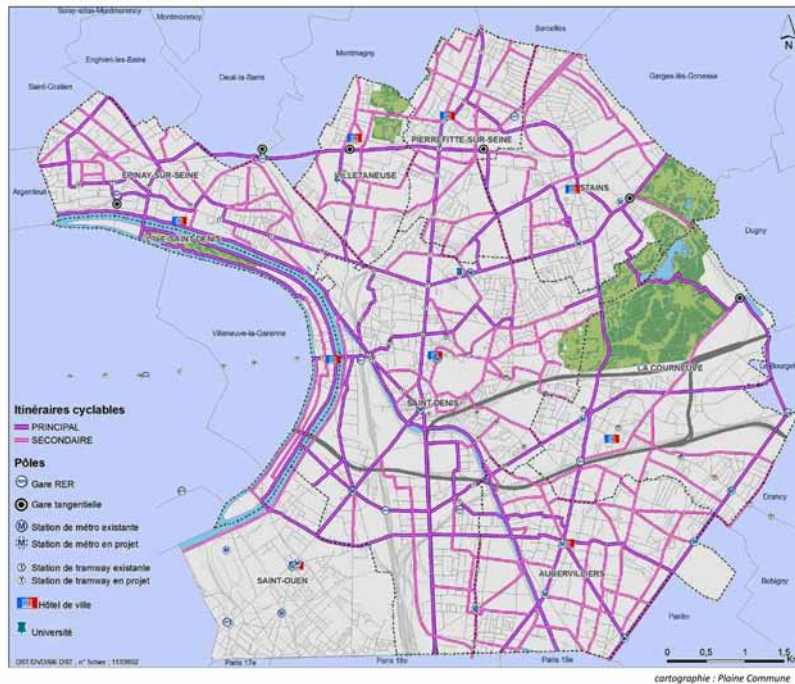 Soisy-sous-Montmorency
Montmorency
Sarcelles
N
Enghien-les-Bains
Deuil-la-Barre
Montmagny
Saint-Gratien
Garges-lès-Gonesse
PIERREFITTE-SUR-SEINE
ÉPINAY-SUR-SEINE
VILLETANEUSE
Argenteuil
STAINS
L'ILE-SAINT-DENIS
Dugny
Villeneuve-la-Garenne
LA COURNEUVE
Le Bourget
SAINT-DENIS
Itinéraires cyclables
PRINCIPAL
SECONDAIRE
Pôles
Gare RER
Gare tangentielle
Station de métro existante
Station de métro en projet
Station de tramway existante
Station de tramway en projet
Hôtel de ville
Université
Drancy
SAINT-OUEN
AUBERVILLIERS
Bobigny
Pantin
Paris 17e
Paris 18e
Paris 19e
0 0,5 1 1,5
cartographie : Plaine Commune